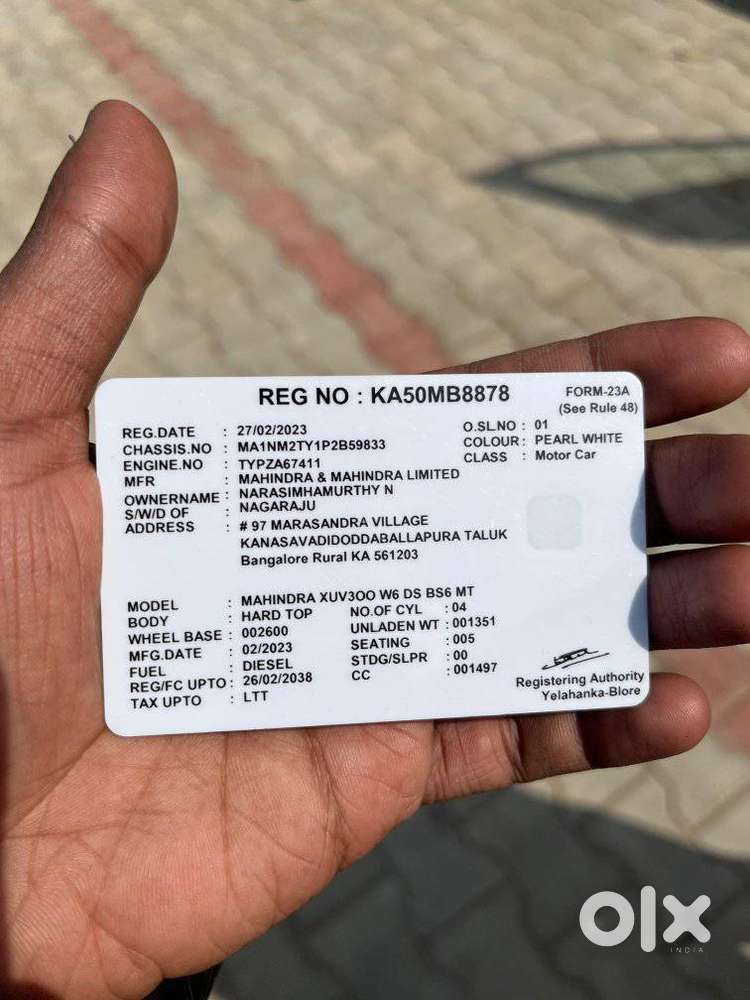 REG NO : KA50MB8878
FORM-23A
(See Rule 48)
REG.DATE : 27/02/2023
O.SL.NO : 01
CHASSIS.NO : MA1NM2TY1P2B59833
COLOUR : PEARL WHITE
ENGINE.NO : TYPZA67411
CLASS : Motor Car
MFR : MAHINDRA & MAHINDRA LIMITED
OWNERNAME : NARASIMHAMURTHY N
S/W/D OF : NAGARAJU
ADDRESS : # 97 MARASANDRA VILLAGE
KANASAVADIDODDABALLAPURA TALUK
Bangalore Rural KA 561203
MODEL : MAHINDRA XUV3OO W6 DS BS6 MT
BODY : HARD TOP
NO.OF CYL : 04
WHEEL BASE : 002600
UNLADEN WT : 001351
MFG.DATE : 02/2023
SEATING : 005
FUEL : DIESEL
STDG/SLPR : 00
REG/FC UPTO : 26/02/2038
CC : 001497
TAX UPTO : LTT
Registering Authority
Yelahanka-Blore
olx
INDIA